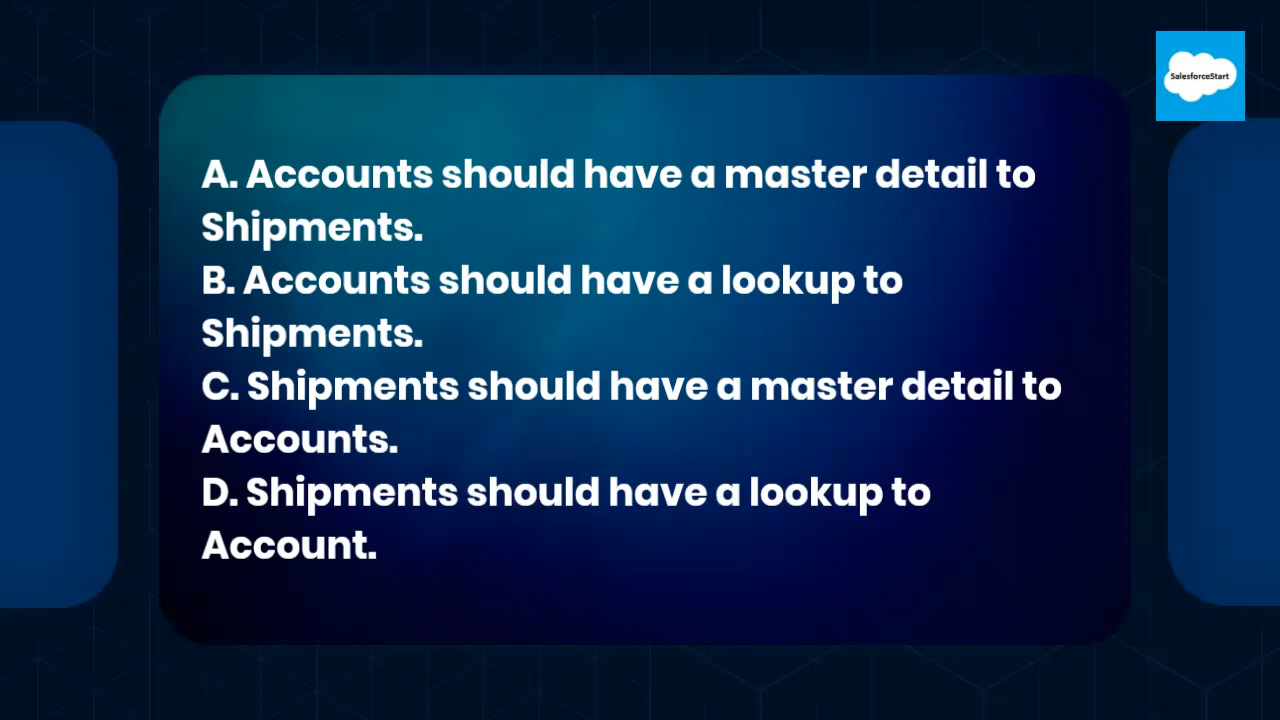 SalesforceStart
A. Accounts should have a master detail to
Shipments.
B. Accounts should have a lookup to
Shipments.
C. Shipments should have a master detail to
Accounts.
D. Shipments should have a lookup to
Account.